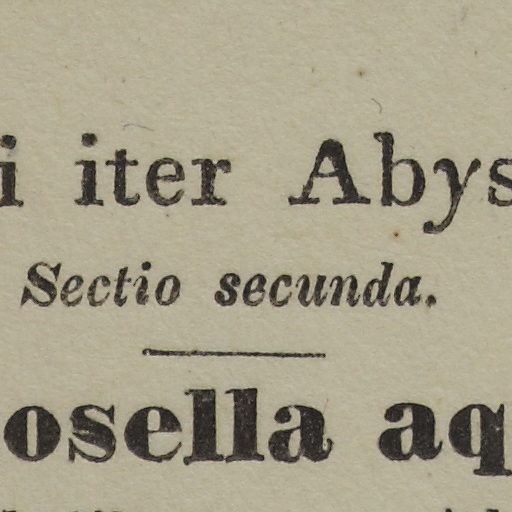 i iter Abys
Sectio secunda.
osella aq